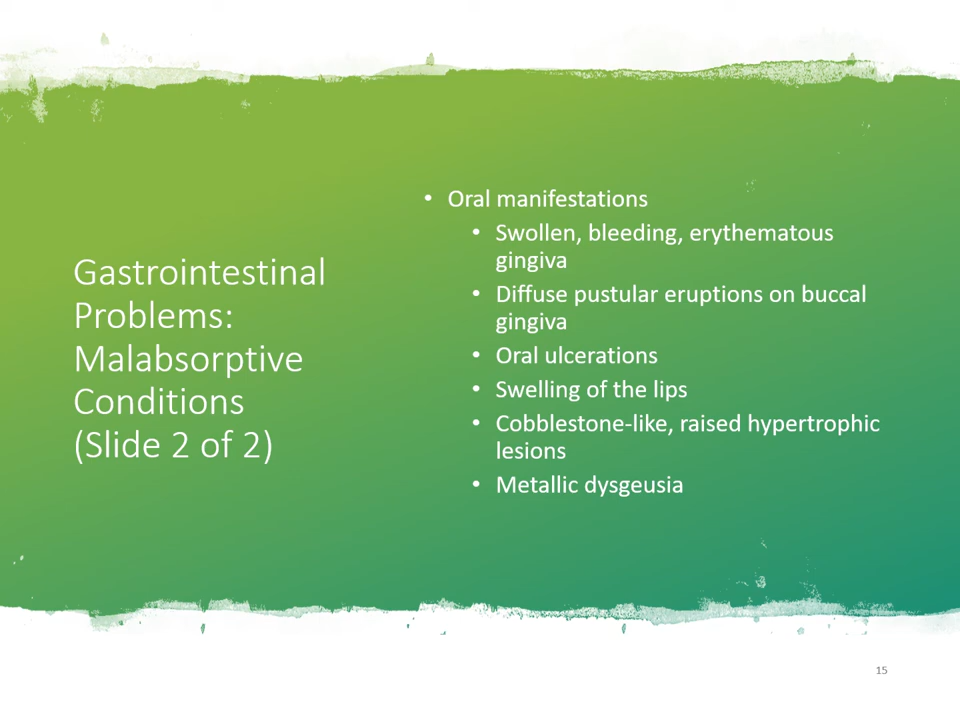 Gastrointestinal
Problems:
Malabsorptive
Conditions
(Slide 2 of 2)
• Oral manifestations
• Swollen, bleeding, erythematous
gingiva
• Diffuse pustular eruptions on buccal
gingiva
• Oral ulcerations
• Swelling of the lips
• Cobblestone-like, raised hypertrophic
lesions
• Metallic dysgeusia
15